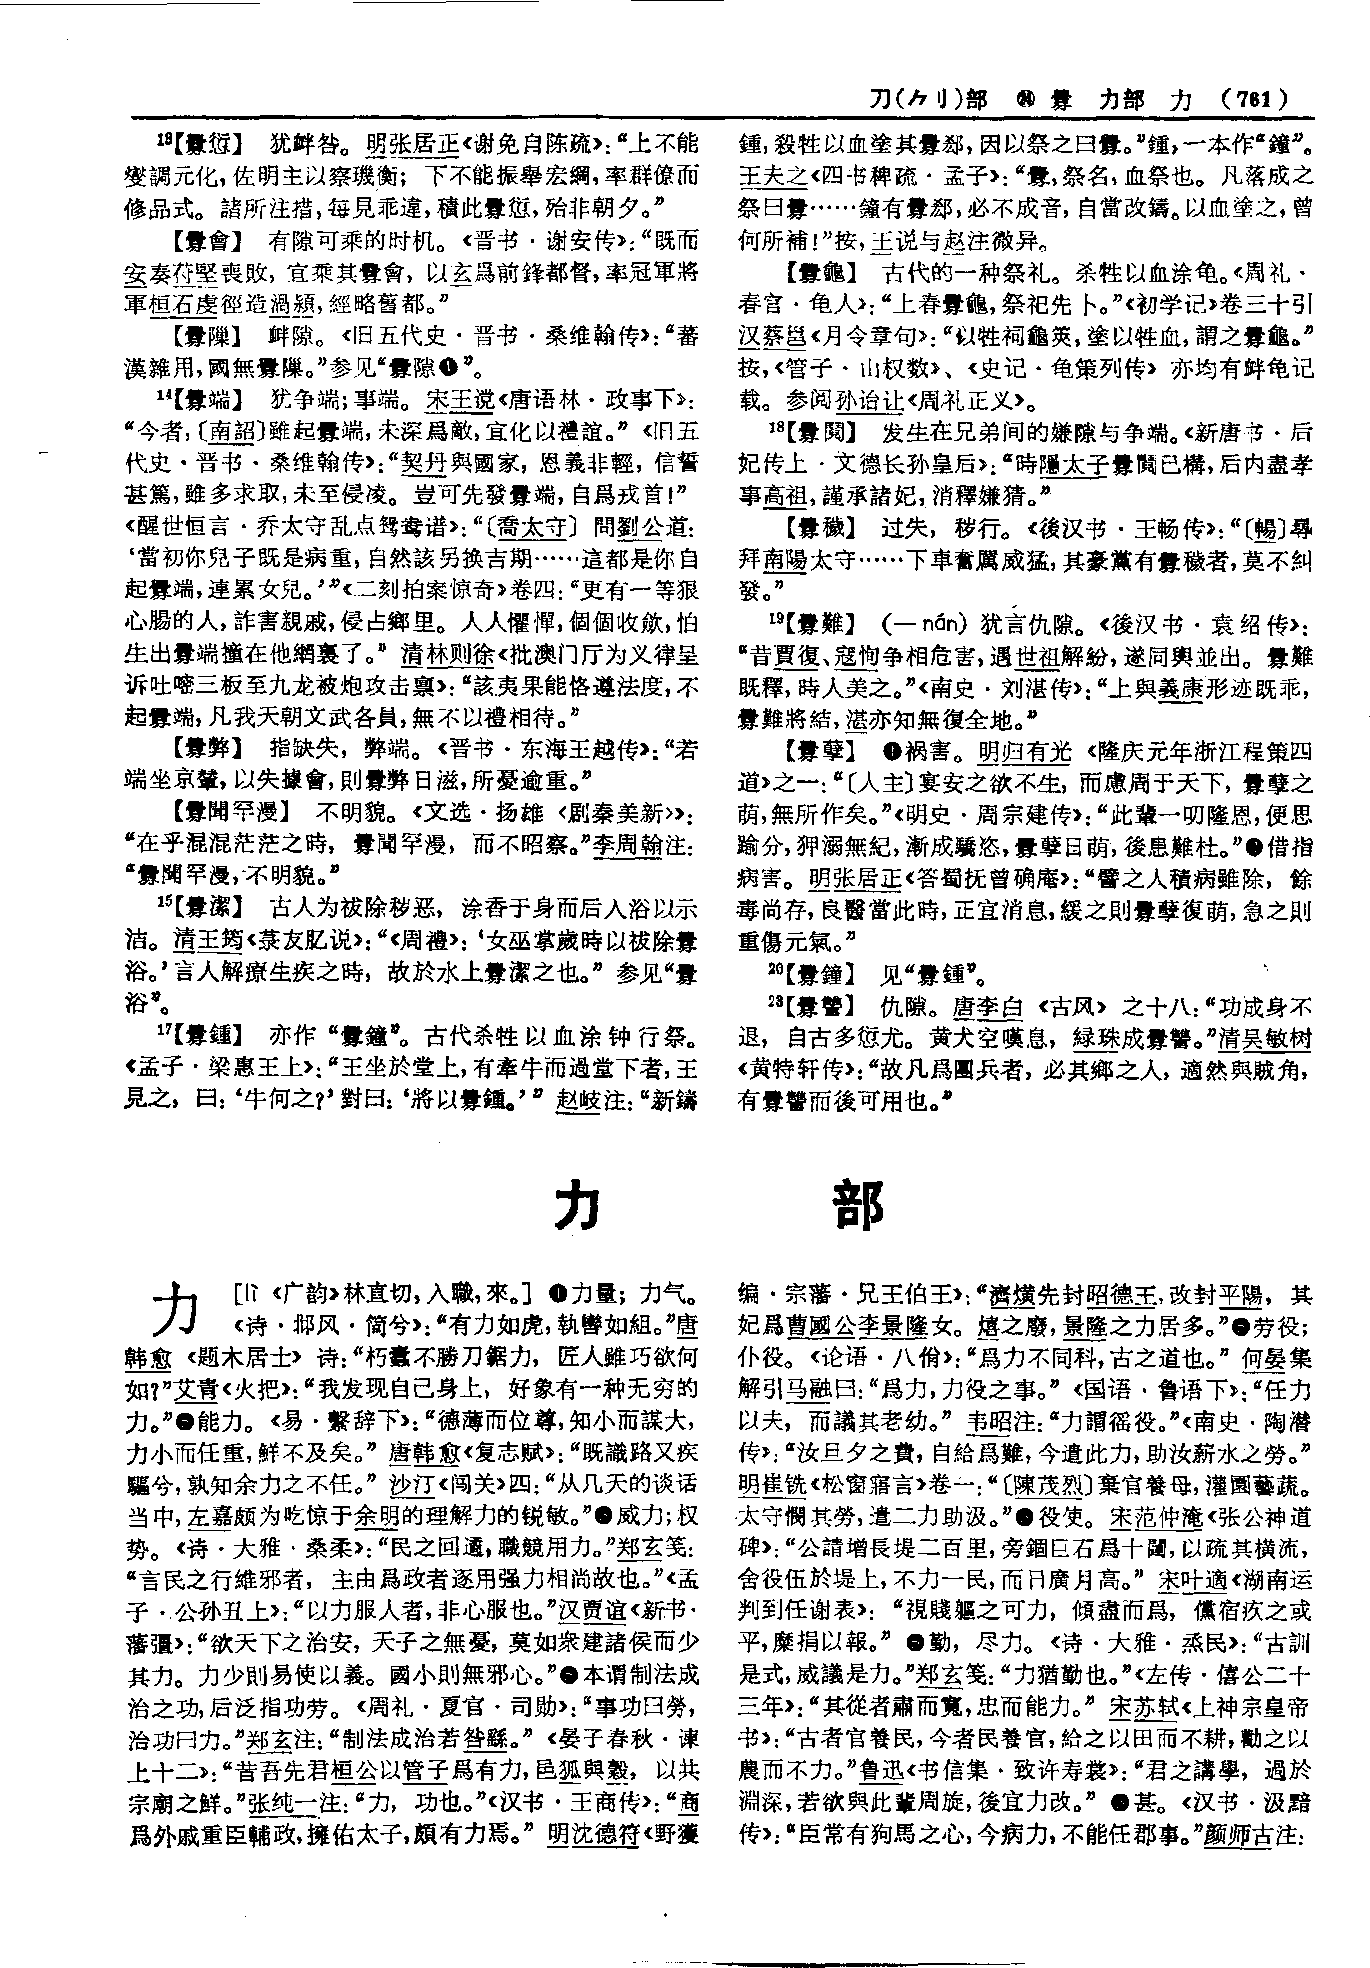 刀(⺈刂)部 ㉔ 釁 力部 力 (761)
¹³【釁愆】 犹衅咎。明张居正《谢免自陈疏》：“上不能
燮調元化，佐明主以察璣衡；下不能振舉宏綱，率群僚而
修品式。諸所注措，每見乖違，積此釁愆，殆非朝夕。”
【釁會】 有隙可乘的时机。《晋书·谢安传》：“既而
安奏苻堅喪敗，宜乘其釁會，以玄爲前鋒都督，率冠軍將
軍桓石虔徑造渦潁，經略舊都。”
【釁隟】 衅隙。《旧五代史·晋书·桑维翰传》：“蕃
漢雜用，國無釁隟。”参见“釁隙❶”。
¹⁴【釁端】 犹争端；事端。宋王谠《唐语林·政事下》：
“今者，〔南詔〕雖起釁端，未深爲敵，宜化以禮誼。”《旧五
代史·晋书·桑维翰传》：“契丹與國家，恩義非輕，信誓
甚篤，雖多求取，未至侵凌。豈可先發釁端，自爲戎首！”
《醒世恒言·乔太守乱点鸳鸯谱》：“〔喬太守〕問劉公道：
‘當初你兒子既是病重，自然該另换吉期……這都是你自
起釁端，連累女兒。’”《二刻拍案惊奇》卷四：“更有一等狠
心腸的人，詐害親戚，侵占鄉里。人人懼憚，個個收斂，怕
生出釁端撞在他網裏了。”清林则徐《批澳门厅为义律呈
诉吐嘧三板至九龙被炮攻击禀》：“該夷果能恪遵法度，不
起釁端，凡我天朝文武各員，無不以禮相待。”
【釁弊】 指缺失，弊端。《晋书·东海王越传》：“若
端坐京輦，以失據會，則釁弊日滋，所憂逾重。”
【釁聞罕漫】 不明貌。《文选·扬雄〈剧秦美新〉》：
“在乎混混茫茫之時，釁聞罕漫，而不昭察。”李周翰注：
“釁聞罕漫，不明貌。”
¹⁵【釁潔】 古人为祓除秽恶，涂香于身而后入浴以示
洁。清王筠《菉友肊说》：“《周禮》：‘女巫掌歲時以祓除釁
浴。’言人解療生疾之時，故於水上釁潔之也。”参见“釁
浴”。
¹⁷【釁鍾】 亦作“釁鐘”。古代杀牲以血涂钟行祭。
《孟子·梁惠王上》：“王坐於堂上，有牽牛而過堂下者，王
見之，曰：‘牛何之？’對曰：‘將以釁鍾。’”赵岐注：“新鑄
鍾，殺牲以血塗其釁郄，因以祭之曰釁。”鍾，一本作“鐘”。
王夫之《四书稗疏·孟子》：“釁，祭名，血祭也。凡落成之
祭曰釁……鐘有釁郄，必不成音，自當改鑄。以血塗之，曾
何所補！”按，王说与赵注微异。
【釁龜】 古代的一种祭礼。杀牲以血涂龟。《周礼·
春官·龟人》：“上春釁龜，祭祀先卜。”《初学记》卷三十引
汉蔡邕《月令章句》：“以牲祠龜筴，塗以牲血，謂之釁龜。”
按，《管子·山权数》、《史记·龟策列传》亦均有衅龟记
载。参阅孙诒让《周礼正义》。
¹⁸【釁鬩】 发生在兄弟间的嫌隙与争端。《新唐书·后
妃传上·文德长孙皇后》：“時隱太子釁鬩已構，后内盡孝
事高祖，謹承諸妃，消釋嫌猜。”
【釁穢】 过失，秽行。《後汉书·王畅传》：“〔暢〕尋
拜南陽太守……下車奮厲威猛，其豪黨有釁穢者，莫不糾
發。”
¹⁹【釁難】 (—nán) 犹言仇隙。《後汉书·袁绍传》：
“昔賈復、寇恂争相危害，遇世祖解紛，遂同輿並出。釁難
既釋，時人美之。”《南史·刘湛传》：“上與義康形迹既乖，
釁難將結，湛亦知無復全地。”
【釁孽】 ❶祸害。明归有光《隆庆元年浙江程策四
道》之一：“〔人主〕宴安之欲不生，而慮周于天下，釁孽之
萌，無所作矣。”《明史·周宗建传》：“此輩一叨隆恩，便思
踰分，狎溺無紀，漸成驕恣，釁孽日萌，後患難杜。”❷借指
病害。明张居正《答蜀抚曾确庵》：“譬之人積病雖除，餘
毒尚存，良醫當此時，正宜消息，緩之則釁孽復萌，急之則
重傷元氣。”
²⁰【釁鐘】 见“釁鍾”。
²³【釁讐】 仇隙。唐李白《古风》之十八：“功成身不
退，自古多愆尤。黄犬空嘆息，緑珠成釁讐。”清吴敏树
《黄特轩传》：“故凡爲團兵者，必其鄉之人，適然與賊角，
有釁讐而後可用也。”
力 部
力 [lì 《广韵》林直切，入職，來。] ❶力量；力气。
《诗·邶风·简兮》：“有力如虎，執轡如組。”唐
韩愈《题木居士》诗：“朽蠹不勝刀鋸力，匠人雖巧欲何
如？”艾青《火把》：“我发现自己身上，好象有一种无穷的
力。”❷能力。《易·繫辞下》：“德薄而位尊，知小而謀大，
力小而任重，鮮不及矣。”唐韩愈《复志赋》：“既識路又疾
驅兮，孰知余力之不任。”沙汀《闯关》四：“从几天的谈话
当中，左嘉颇为吃惊于余明的理解力的锐敏。”❸威力；权
势。《诗·大雅·桑柔》：“民之回遹，職競用力。”郑玄笺：
“言民之行維邪者，主由爲政者逐用强力相尚故也。”《孟
子·公孙丑上》：“以力服人者，非心服也。”汉贾谊《新书·
藩彊》：“欲天下之治安，天子之無憂，莫如衆建諸侯而少
其力。力少則易使以義。國小則無邪心。”❹本谓制法成
治之功，后泛指功劳。《周礼·夏官·司勋》：“事功曰勞，
治功曰力。”郑玄注：“制法成治若咎繇。”《晏子春秋·谏
上十二》：“昔吾先君桓公以管子爲有力，邑狐與穀，以共
宗廟之鮮。”张纯一注：“力，功也。”《汉书·王商传》：“商
爲外戚重臣輔政，擁佑太子，頗有力焉。”明沈德符《野獲
编·宗藩·兄王伯王》：“濟熿先封昭德王，改封平陽，其
妃爲曹國公李景隆女。熺之廢，景隆之力居多。”❺劳役；
仆役。《论语·八佾》：“爲力不同科，古之道也。”何晏集
解引马融曰：“爲力，力役之事。”《国语·鲁语下》：“任力
以夫，而議其老幼。”韦昭注：“力謂徭役。”《南史·陶潜
传》：“汝旦夕之費，自給爲難，今遣此力，助汝薪水之勞。”
明崔铣《松窗寤言》卷一：“〔陳茂烈〕棄官養母，灌園藝蔬。
太守憫其勞，遣二力助汲。”❻役使。宋范仲淹《张公神道
碑》：“公請增長堤二百里，旁錮巨石爲十閘，以疏其横流，
舍役伍於堤上，不力一民，而日廣月高。”宋叶適《湖南运
判到任谢表》：“視賤軀之可力，傾盡而爲，儻宿疢之或
平，糜捐以報。”❼勤，尽力。《诗·大雅·烝民》：“古訓
是式，威議是力。”郑玄笺：“力猶勤也。”《左传·僖公二十
三年》：“其從者肅而寬，忠而能力。”宋苏轼《上神宗皇帝
书》：“古者官養民，今者民養官，給之以田而不耕，勸之以
農而不力。”鲁迅《书信集·致许寿裳》：“君之講學，過於
淵深，若欲與此輩周旋，後宜力改。”❽甚。《汉书·汲黯
传》：“臣常有狗馬之心，今病力，不能任郡事。”颜师古注：